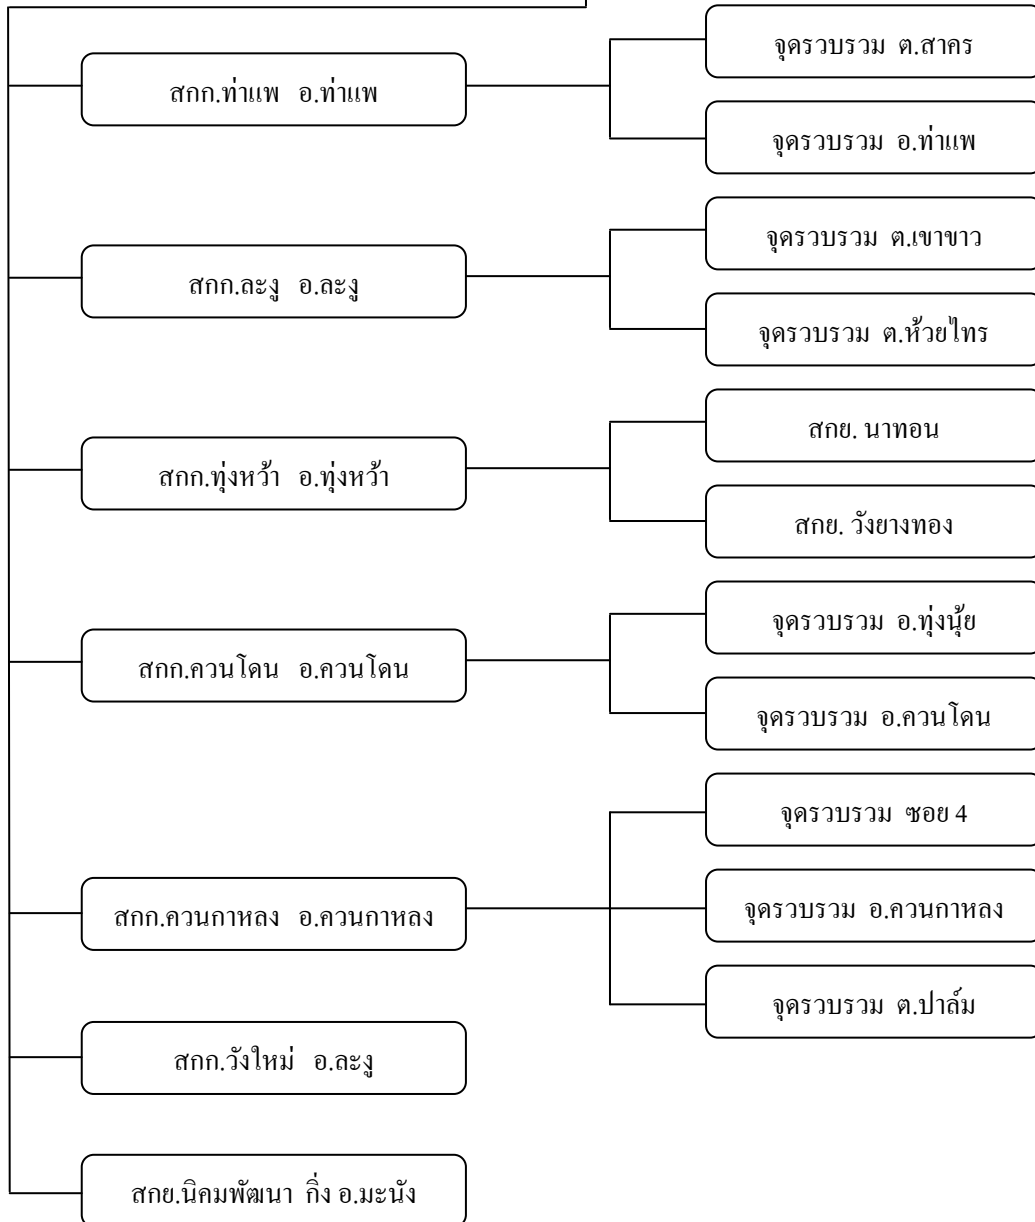 สกก.ท่าแพ อ.ท่าแพ
จุดรวบรวม ต.สาคร
จุดรวบรวม อ.ท่าแพ
สกก.ละงู อ.ละงู
จุดรวบรวม ต.เขาขาว
จุดรวบรวม ต.ห้วยไทร
สกก.ทุ่งหว้า อ.ทุ่งหว้า
สกย. นาทอน
สกย. วังยางทอง
สกก.ควนโดน อ.ควนโดน
จุดรวบรวม อ.ทุ่งนุ้ย
จุดรวบรวม อ.ควนโดน
สกก.ควนกาหลง อ.ควนกาหลง
จุดรวบรวม ซอย 4
จุดรวบรวม อ.ควนกาหลง
จุดรวบรวม ต.ปาล์ม
สกก.วังใหม่ อ.ละงู
สกย.นิคมพัฒนา กิ่ง อ.มะนัง